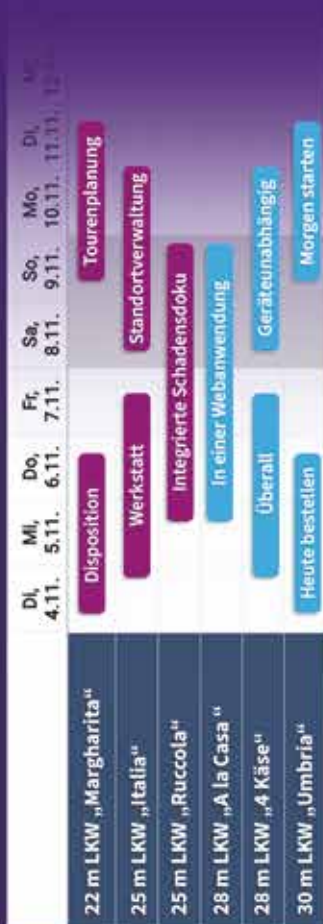 Di, Mi, Do, Fr, Sa, So, Mo, Di, Mi,
4.11. 5.11. 6.11. 7.11. 8.11. 9.11. 10.11. 11.11.
22 m LKW „Margharita“ Disposition Tourenplanung
25 m LKW „Italia“ Werkstatt Standortverwaltung
25 m LKW „Ruccola“ Integrierte Schadensdoku
28 m LKW „A la Casa “ In einer Webanwendung
28 m LKW „4 Käse“ Überall Geräteunabhängig
30 m LKW „Umbria“ Heute bestellen Morgen starten